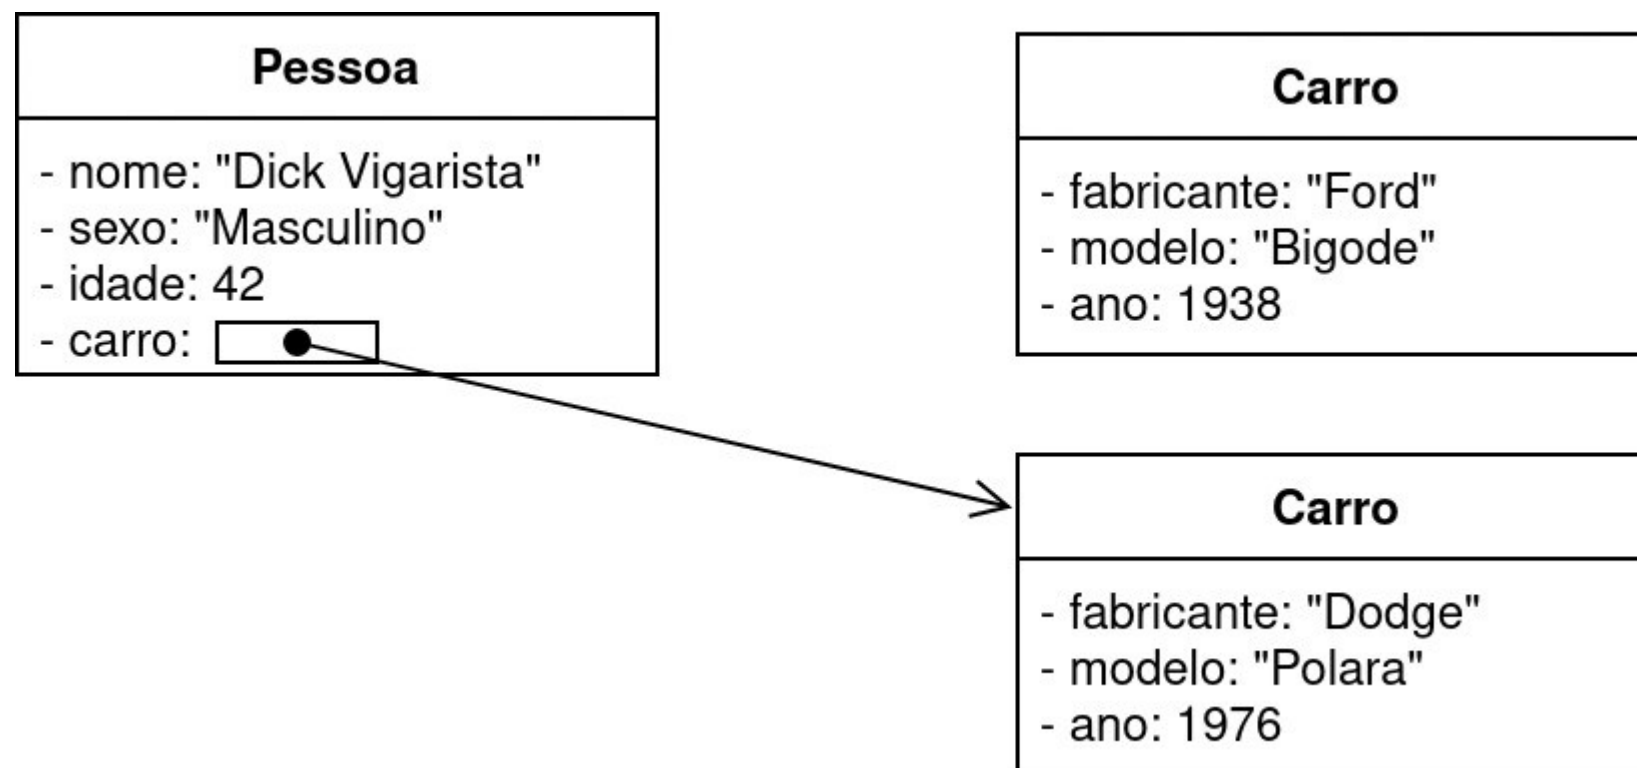 Pessoa
- nome: "Dick Vigarista"
- sexo: "Masculino"
- idade: 42
- carro:
Carro
- fabricante: "Ford"
- modelo: "Bigode"
- ano: 1938
Carro
- fabricante: "Dodge"
- modelo: "Polara"
- ano: 1976